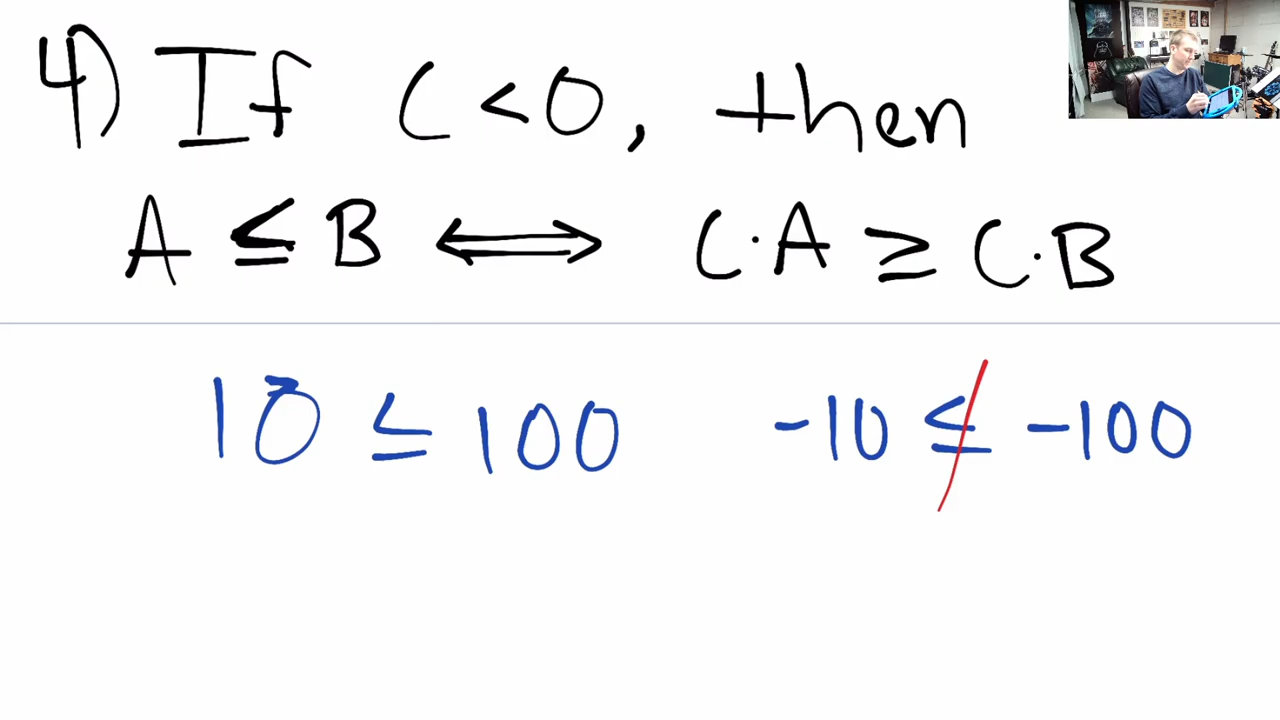 4) If C < 0, then
A ≤ B ⟺ C·A ≥ C·B
10 ≤ 100 -10 ≰ -100